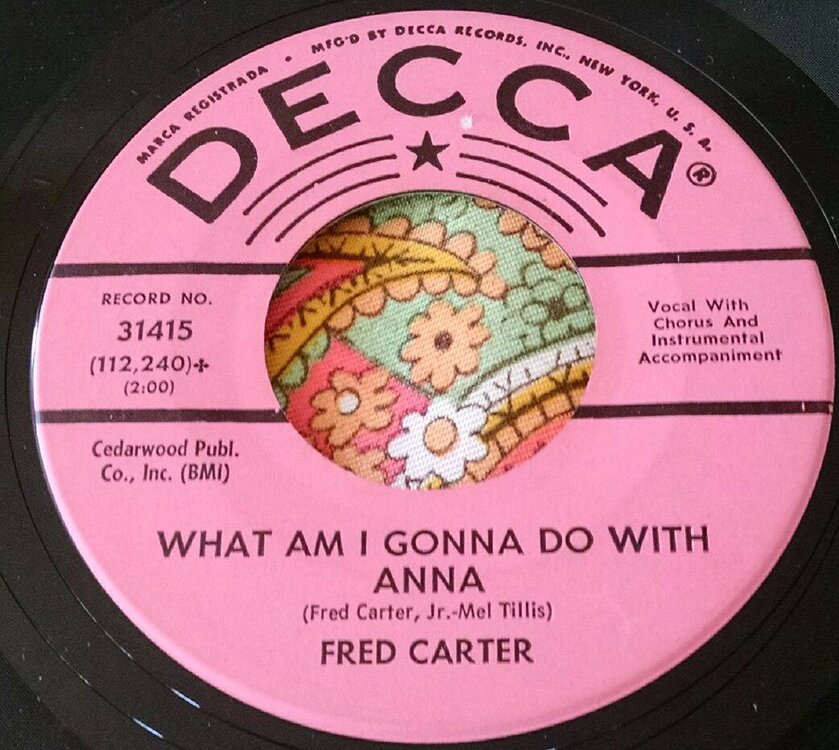 MARCA REGISTRADA • MFG'D BY DECCA RECORDS, INC., NEW YORK, U. S. A.
DECCA®
RECORD NO.
31415
(112,240)✢
(2:00)
Vocal With
Chorus And
Instrumental
Accompaniment
Cedarwood Publ.
Co., Inc. (BMI)
WHAT AM I GONNA DO WITH
ANNA
(Fred Carter, Jr.-Mel Tillis)
FRED CARTER